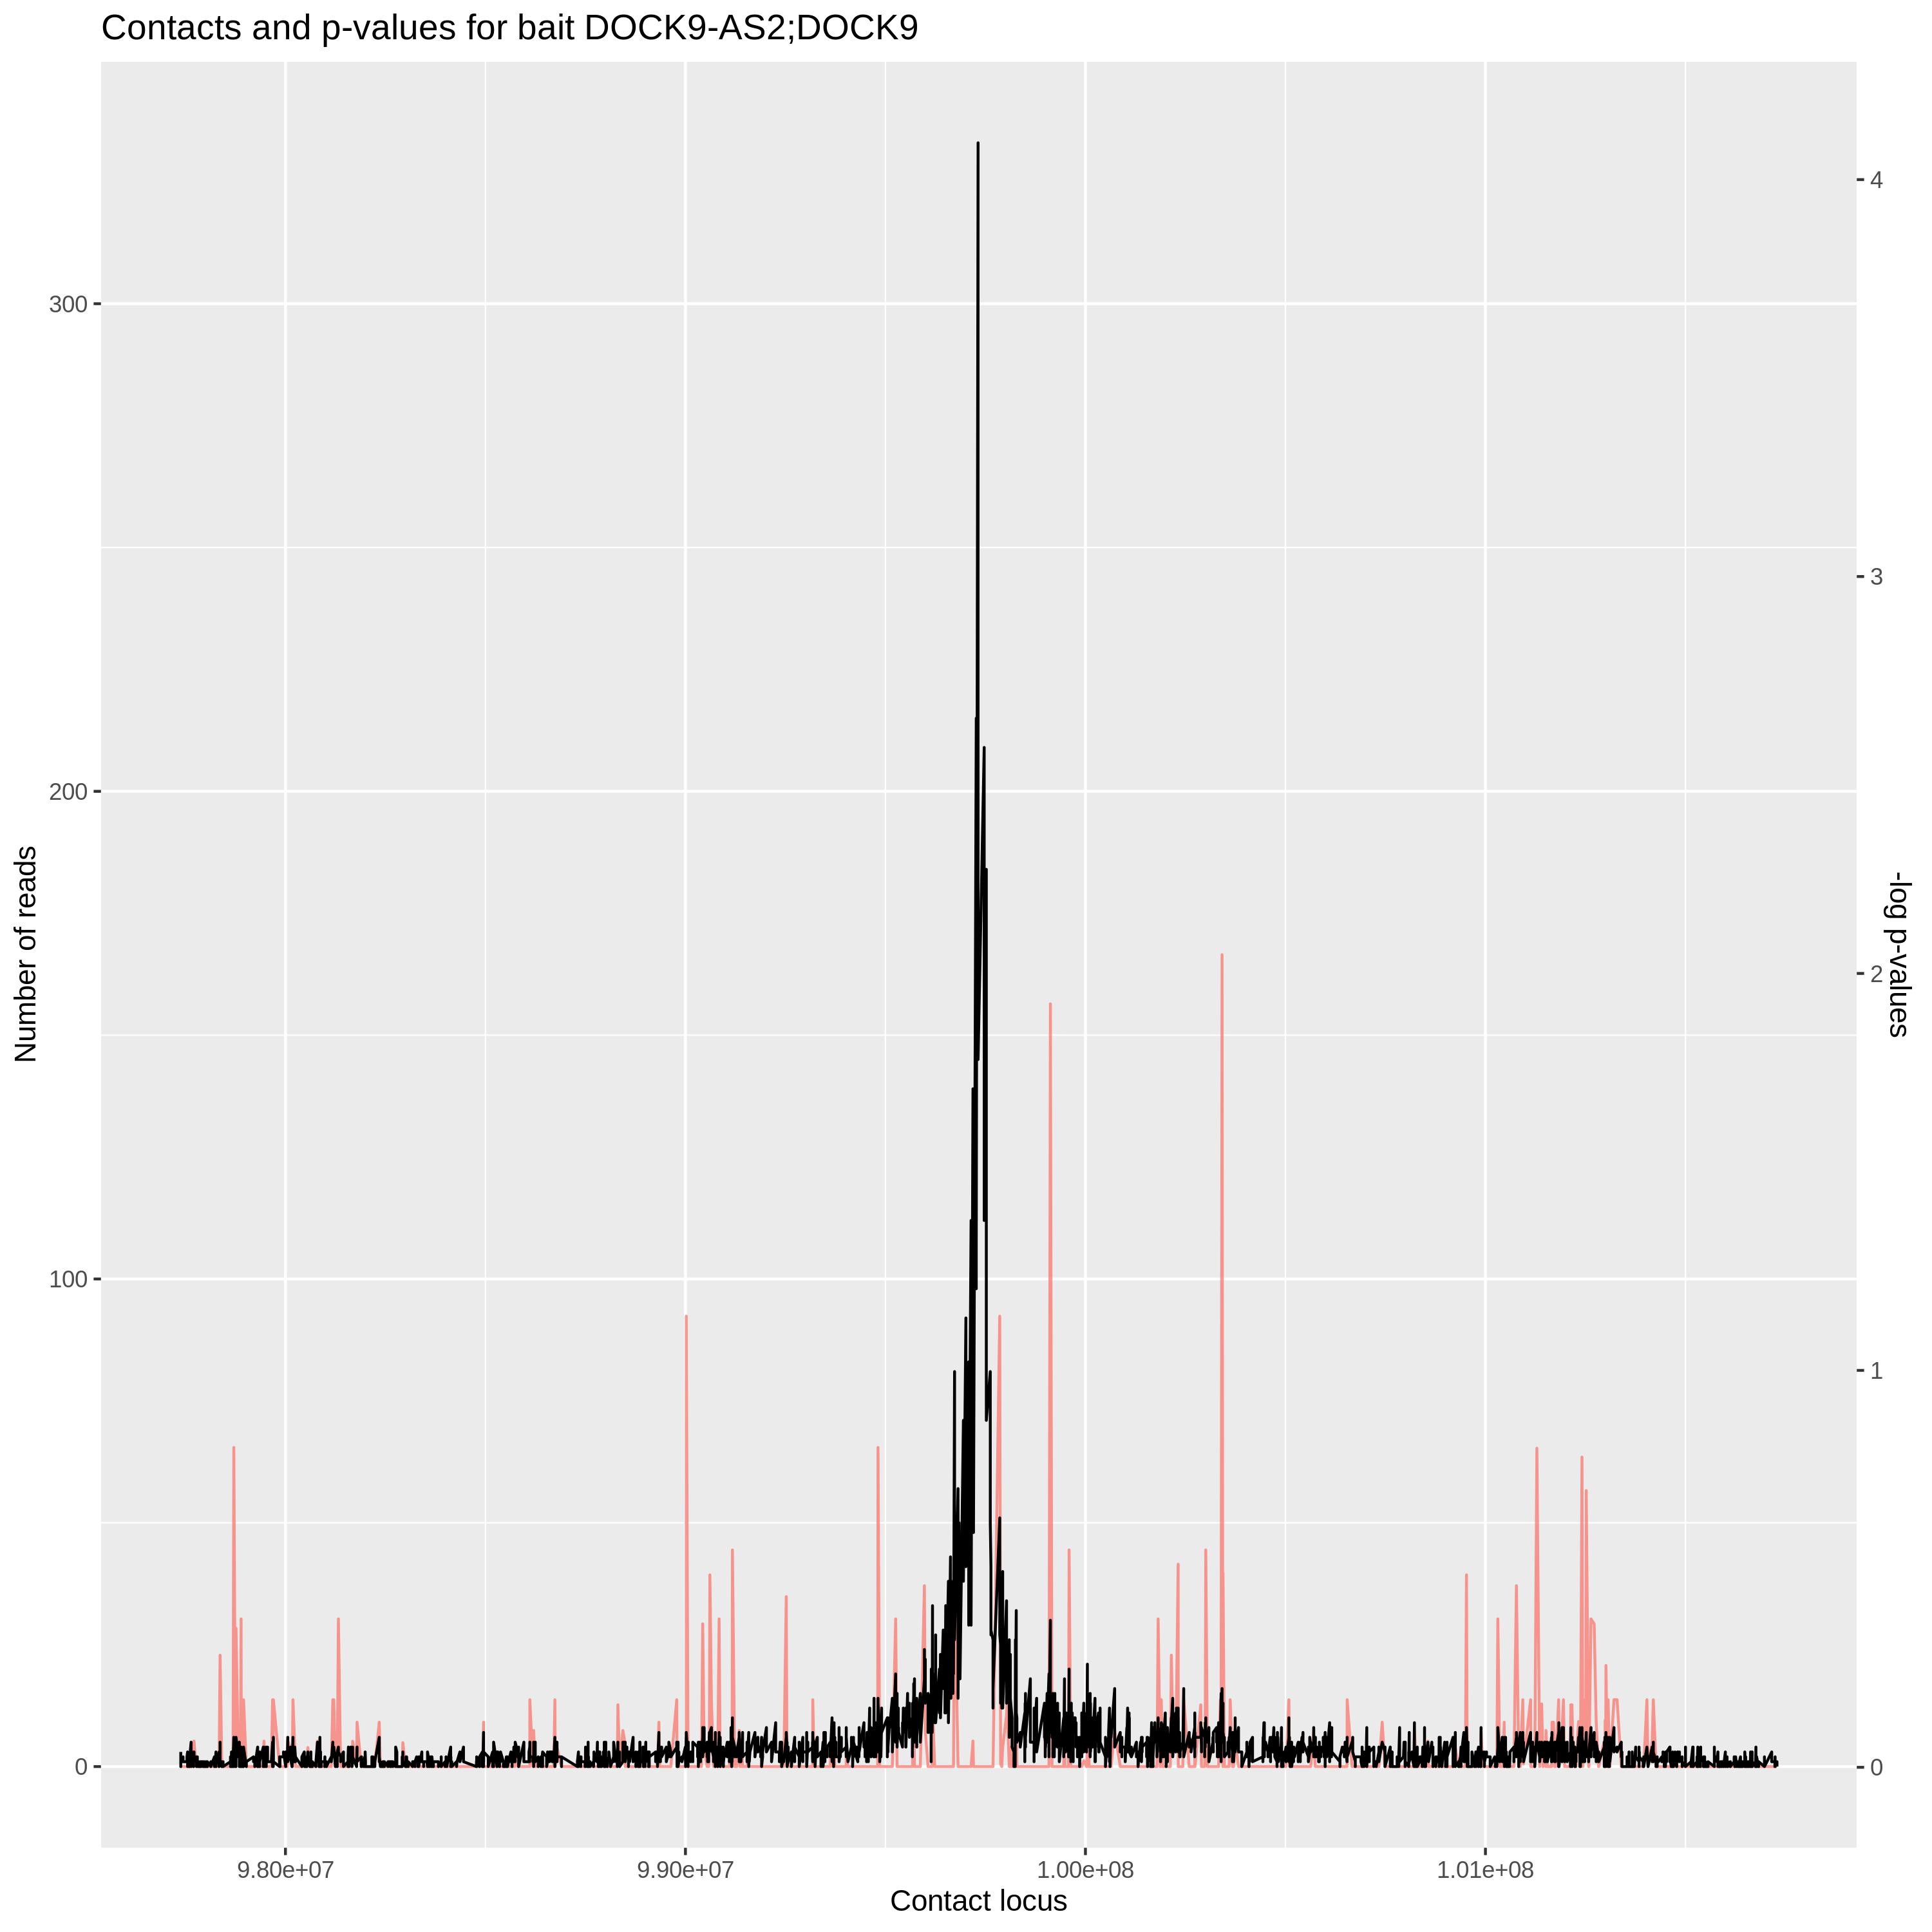 Contacts and p-values for bait DOCK9-AS2;DOCK9
Number of reads
300
200
100
0
4
3
2
1
0
-log p-values
9.80e+07
9.90e+07
1.00e+08
1.01e+08
Contact locus